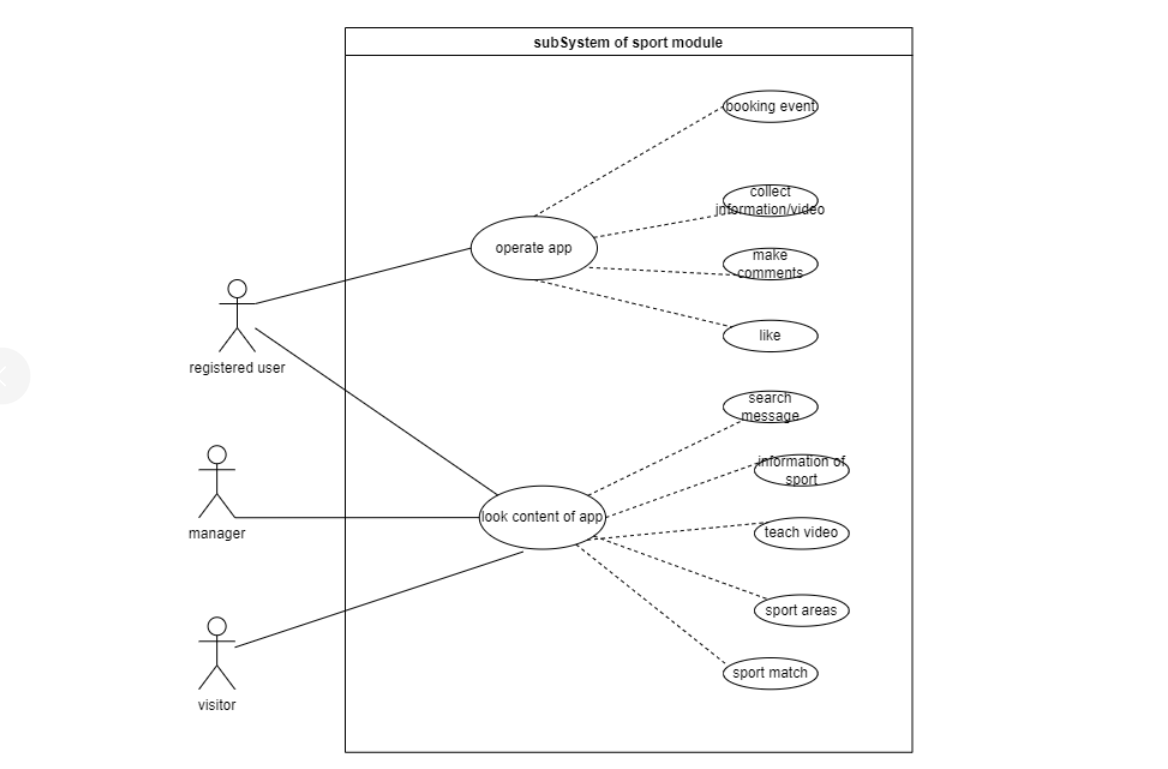 subSystem of sport module
booking event
collect
information/video
operate app
make
comments
like
registered user
search
message
information of
sport
look content of app
manager
teach video
sport areas
sport match
visitor